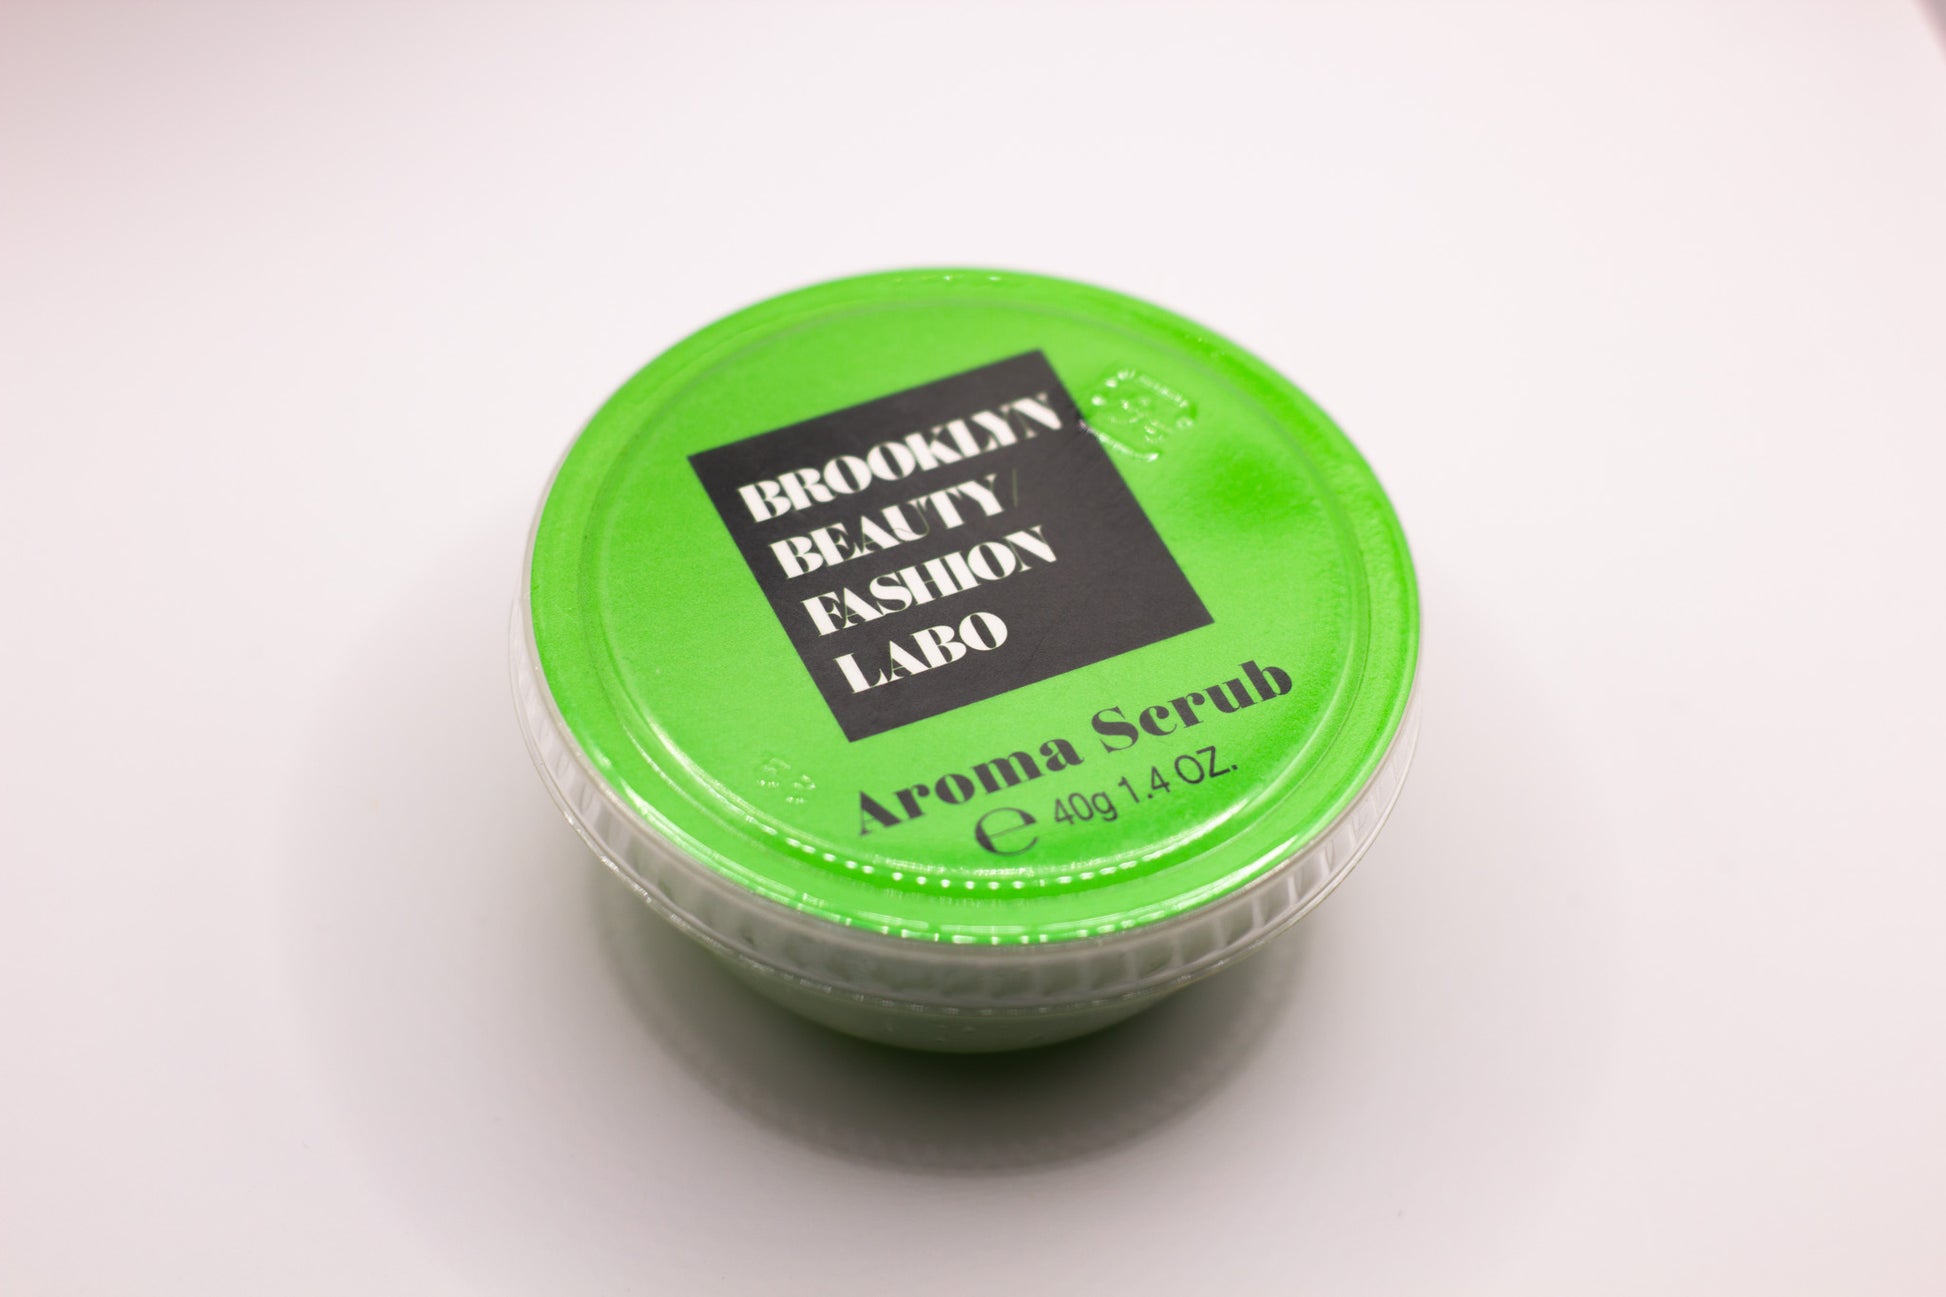 BROOKLYN
BEAUTY/
FASHION
LABO
Aroma Scrub
℮ 40g 1.4 OZ.